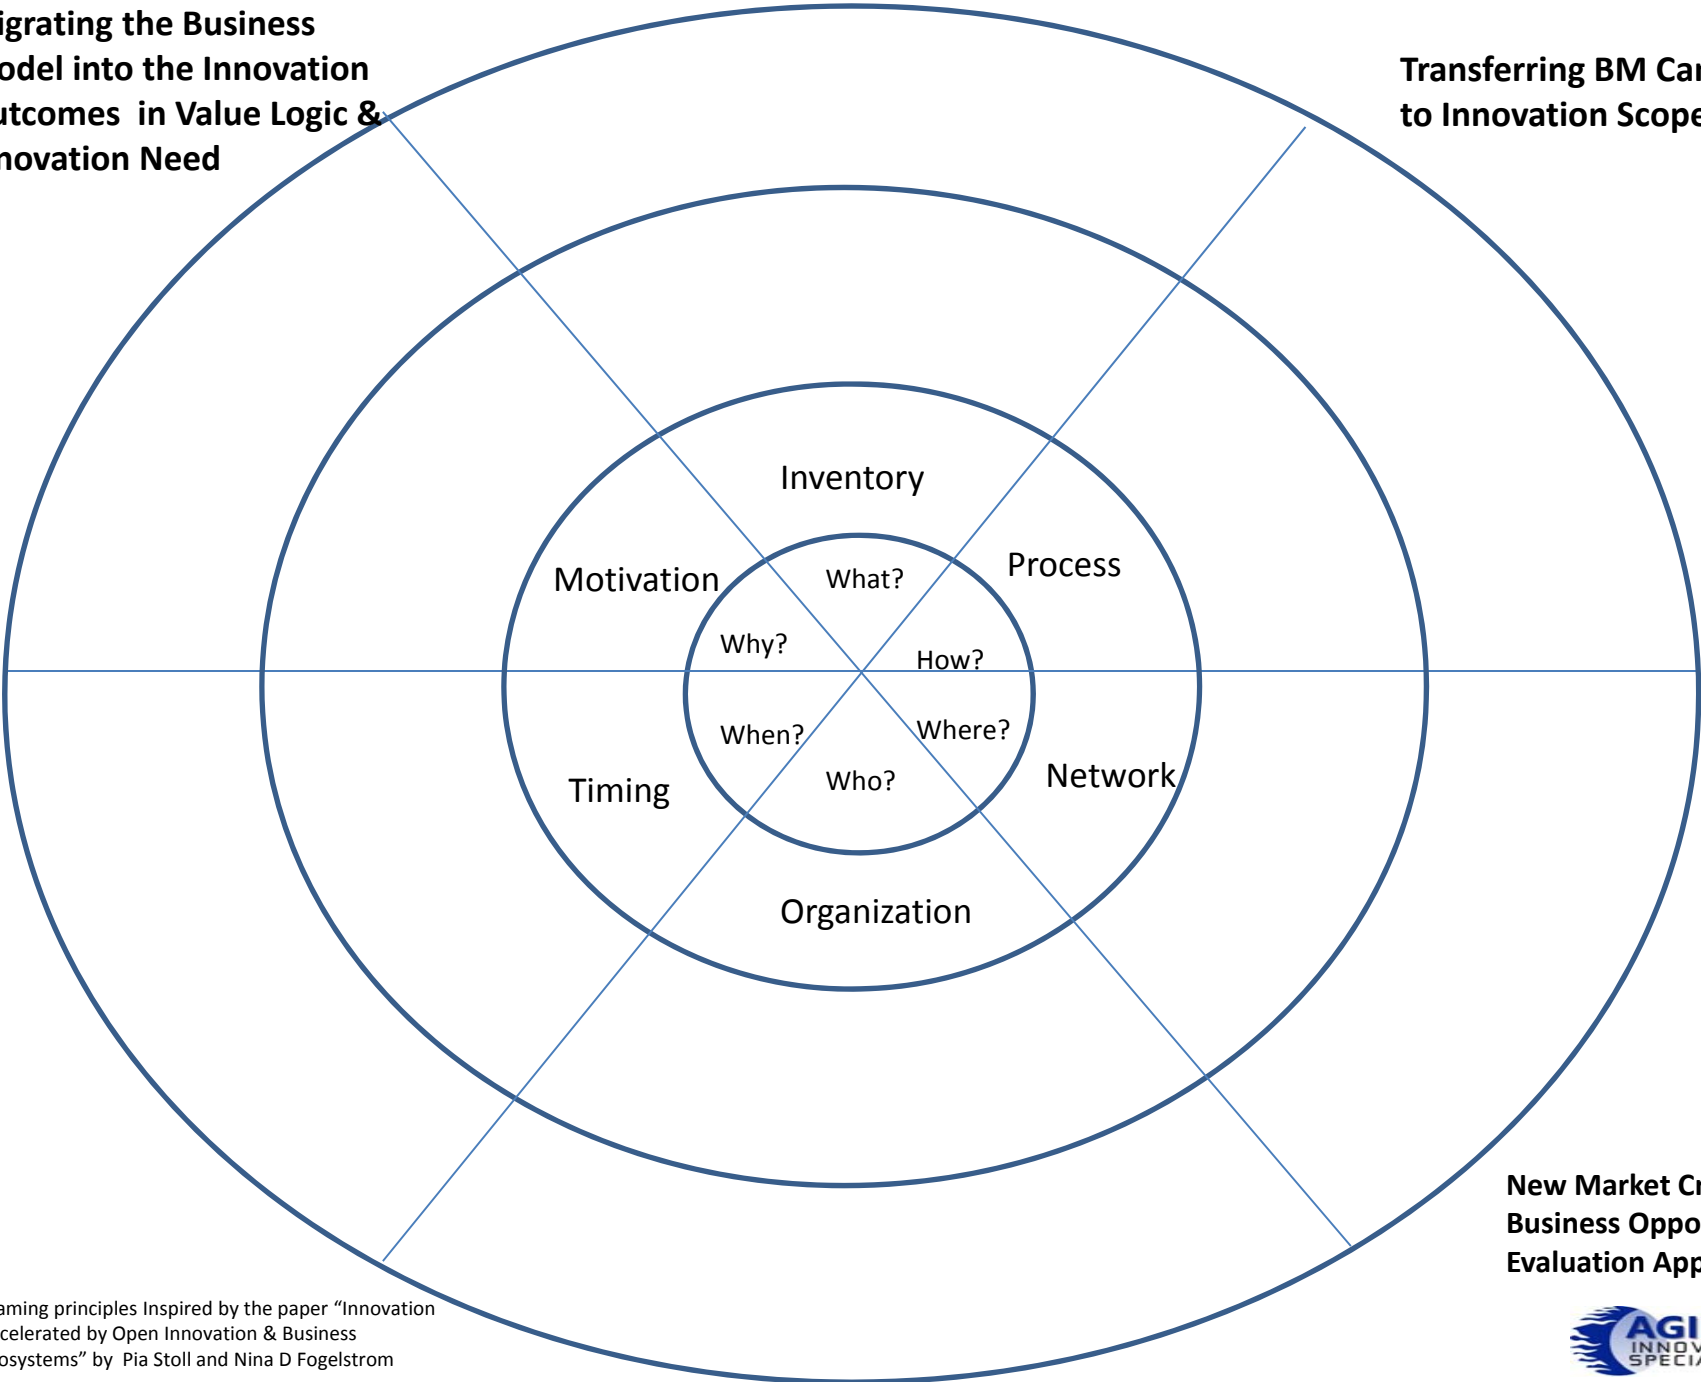 igrating the Business
odel into the Innovation
utcomes in Value Logic &
novation Need
Transferring BM Can
to Innovation Scope
Inventory
Motivation
Process
What?
Why?
How?
When?
Where?
Who?
Timing
Network
Organization
New Market Cr
Business Oppo
Evaluation App
aming principles Inspired by the paper “Innovation
celerated by Open Innovation & Business
osystems” by Pia Stoll and Nina D Fogelstrom
AGI
INNOV
SPECIA